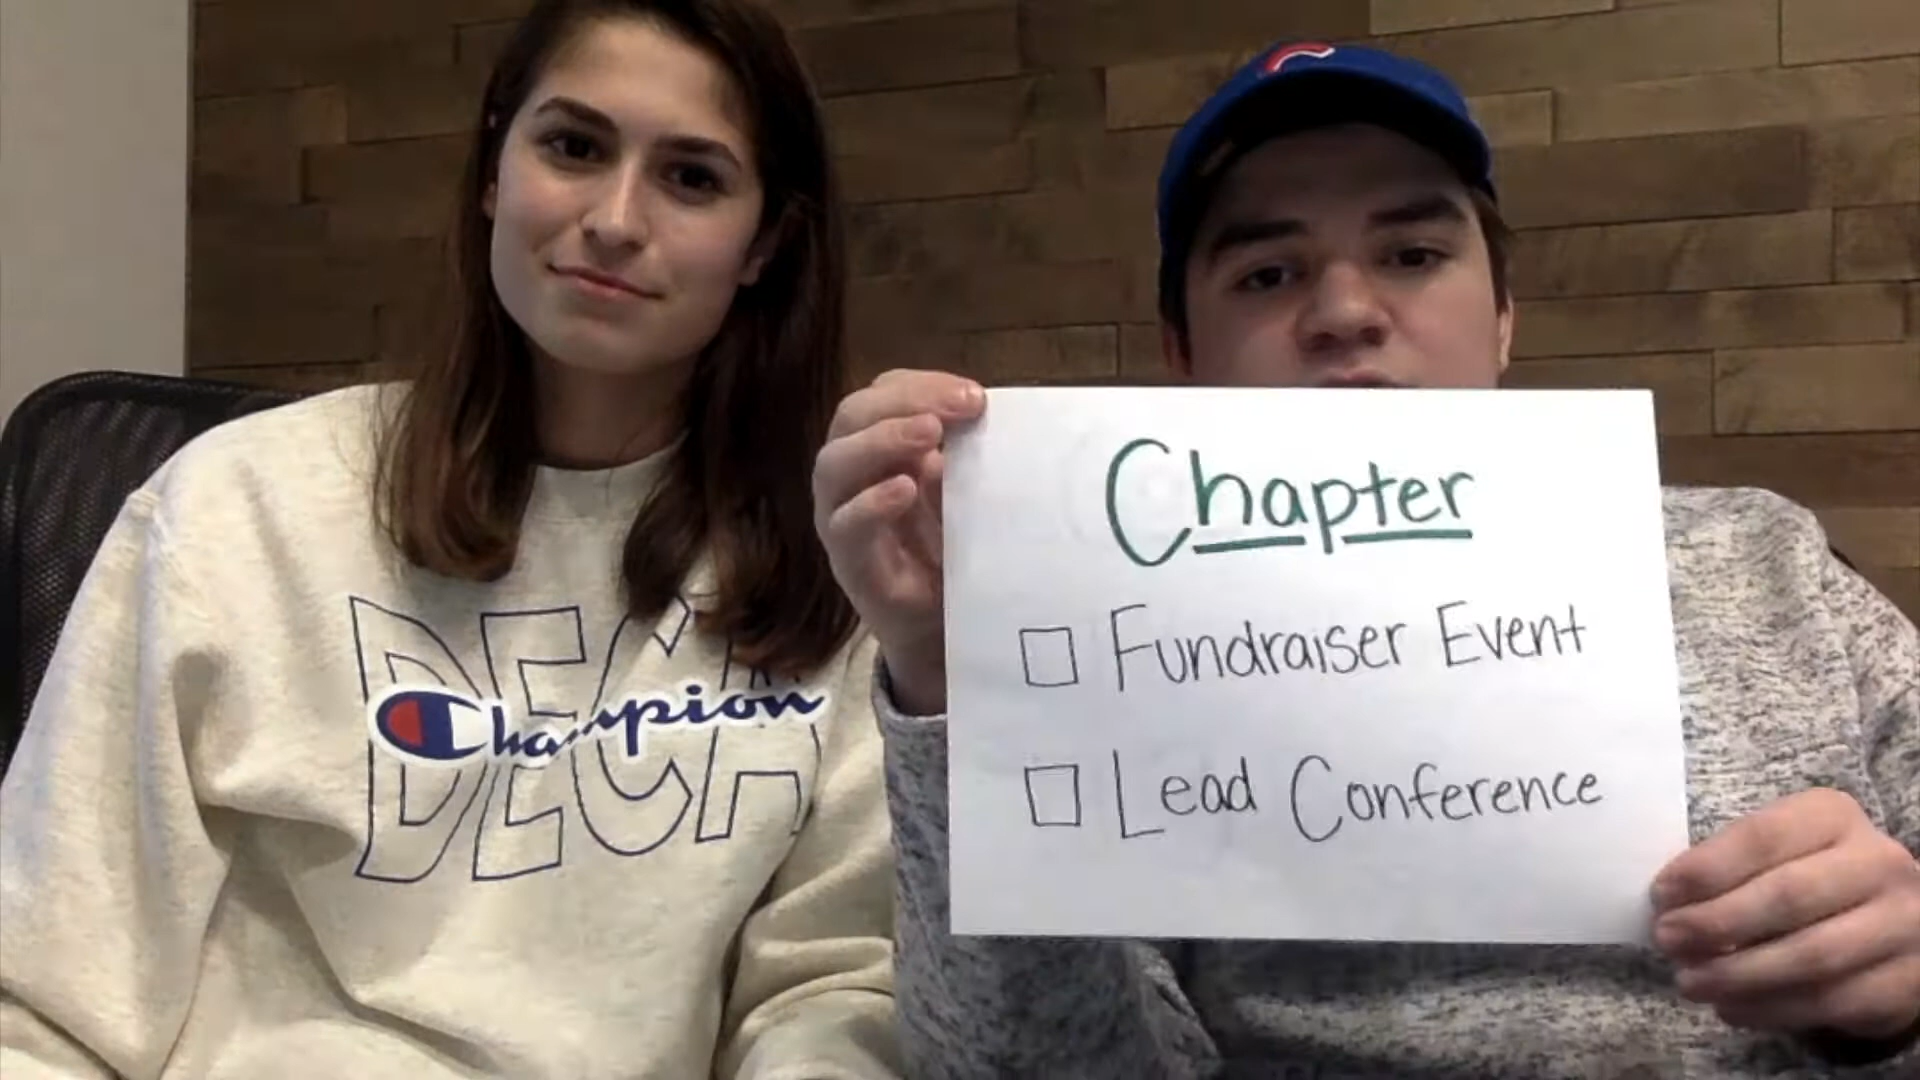 DECA
Champion
Chapter
Fundraiser Event
Lead Conference